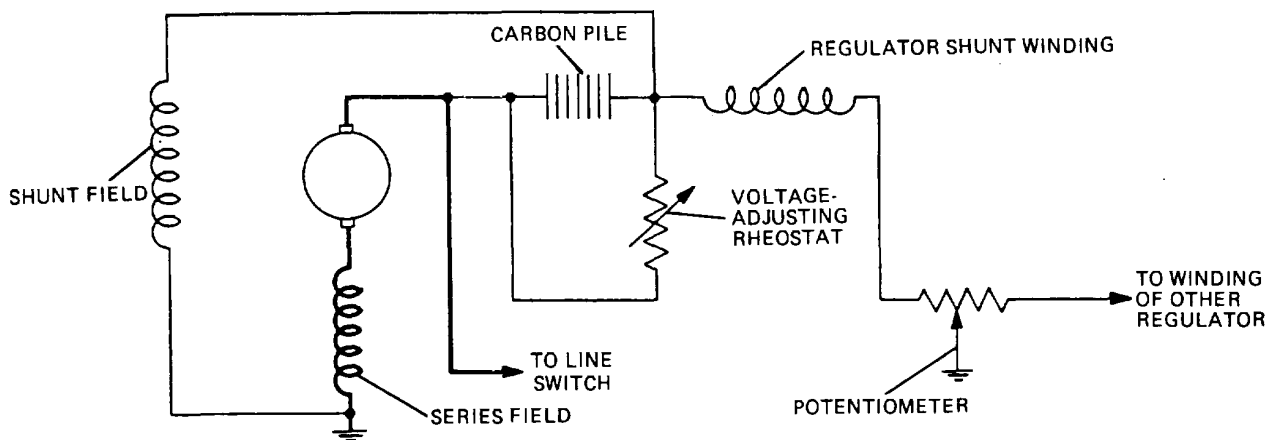 CARBON PILE
REGULATOR SHUNT WINDING
SHUNT FIELD
VOLTAGE-
ADJUSTING
RHEOSTAT
TO WINDING
OF OTHER
REGULATOR
TO LINE
SWITCH
SERIES FIELD
POTENTIOMETER